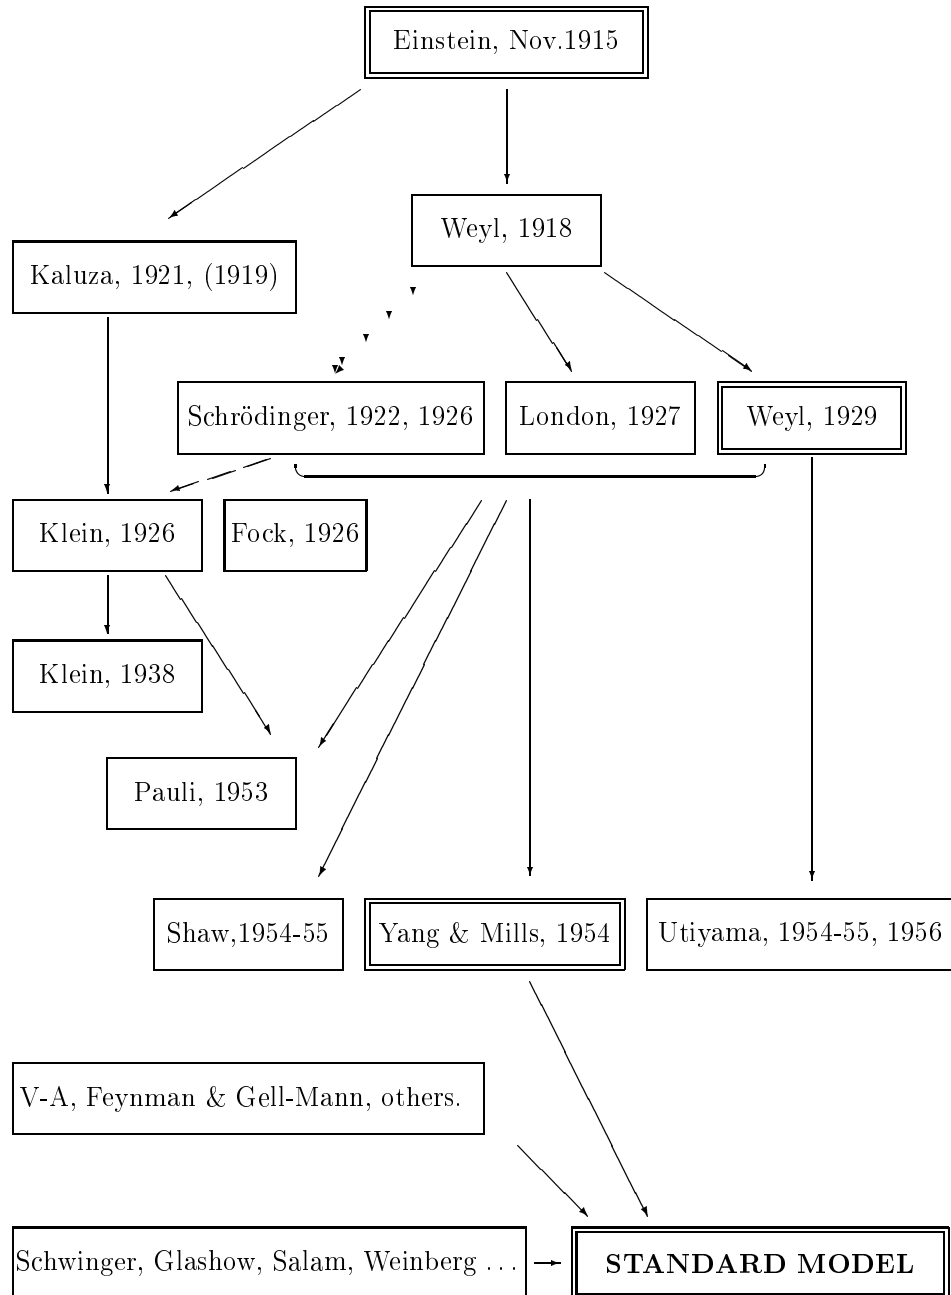 Einstein, Nov.1915
Weyl, 1918
Kaluza, 1921, (1919)
Schrödinger, 1922, 1926
London, 1927
Weyl, 1929
Klein, 1926
Fock, 1926
Klein, 1938
Pauli, 1953
Shaw,1954-55
Yang & Mills, 1954
Utiyama, 1954-55, 1956
V-A, Feynman & Gell-Mann, others.
Schwinger, Glashow, Salam, Weinberg ...
STANDARD MODEL